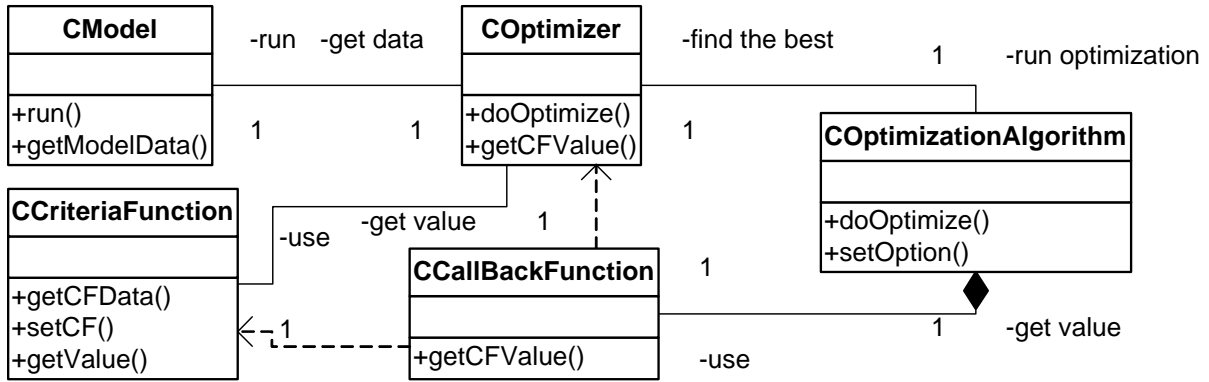 CModel
-run -get data
COptimizer
-find the best
1
-run optimization
+run()
+getModelData()
1
1
+doOptimize()
+getCFValue()
1
COptimizationAlgorithm
CCriteriaFunction
-use
-get value
1
+doOptimize()
+setOption()
CCallBackFunction
1
+getCFData()
+setCF()
+getValue()
1
+getCFValue()
-use
1
-get value